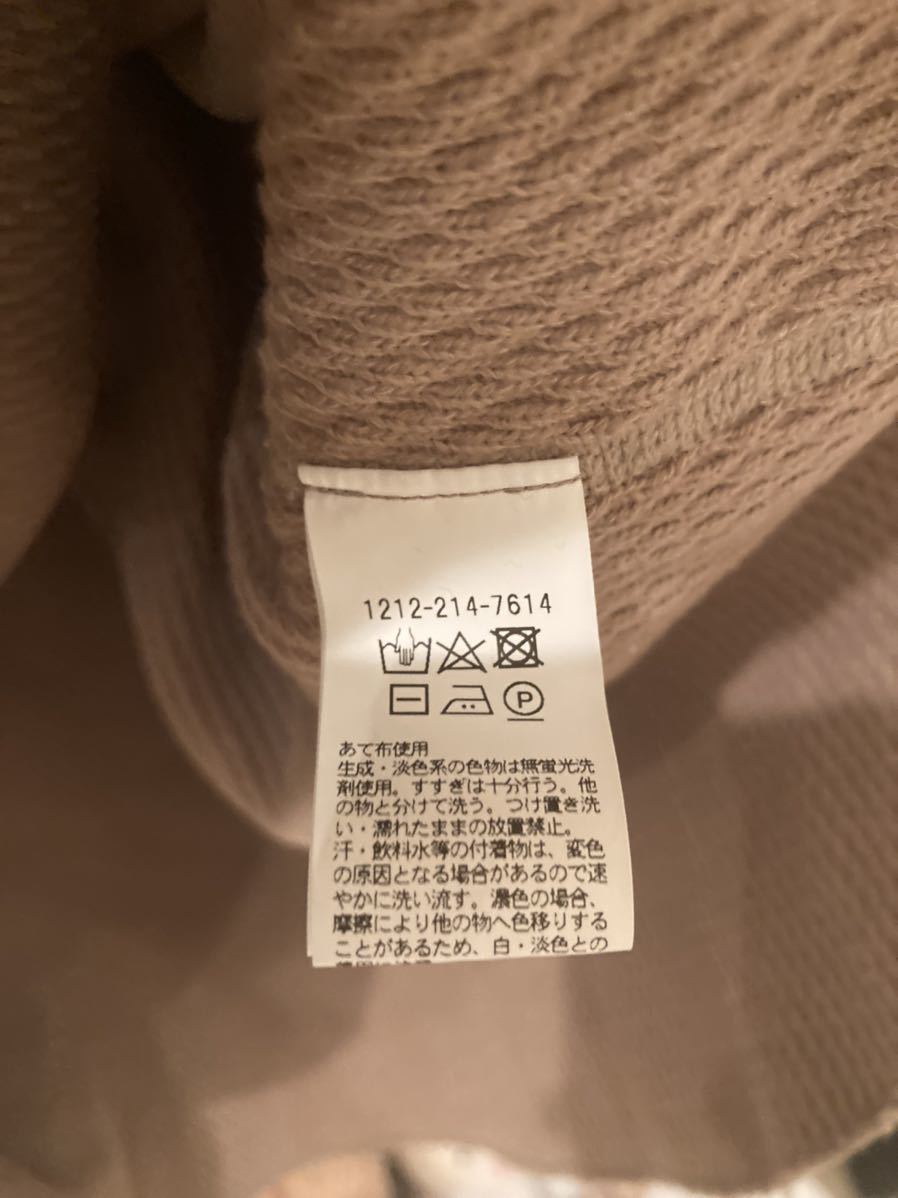 1212-214-7614
P
あて布使用
生成・淡色系の色物は無蛍光洗
剤使用。すすぎは十分行う。他
の物と分けて洗う。つけ置き洗
い・濡れたままの放置禁止。
汗・飲料水等の付着物は、変色
の原因となる場合があるので速
やかに洗い流す。濃色の場合、
摩擦により他の物へ色移りする
ことがあるため、白・淡色との